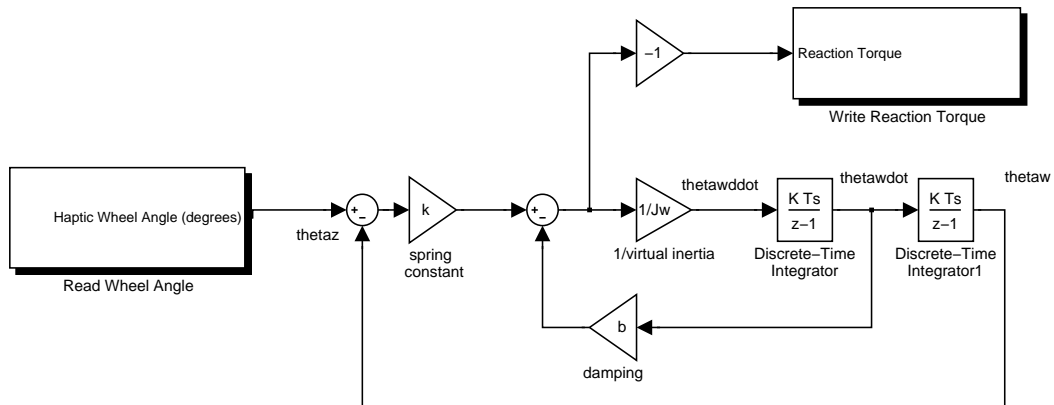 −1
Reaction Torque
Write Reaction Torque
Haptic Wheel Angle (degrees)
Read Wheel Angle
+
−
thetaz
k
spring
constant
+
−
1/Jw
1/virtual inertia
thetawddot
K Ts
z−1
Discrete−Time
Integrator
thetawdot
K Ts
z−1
Discrete−Time
Integrator1
thetaw
b
damping